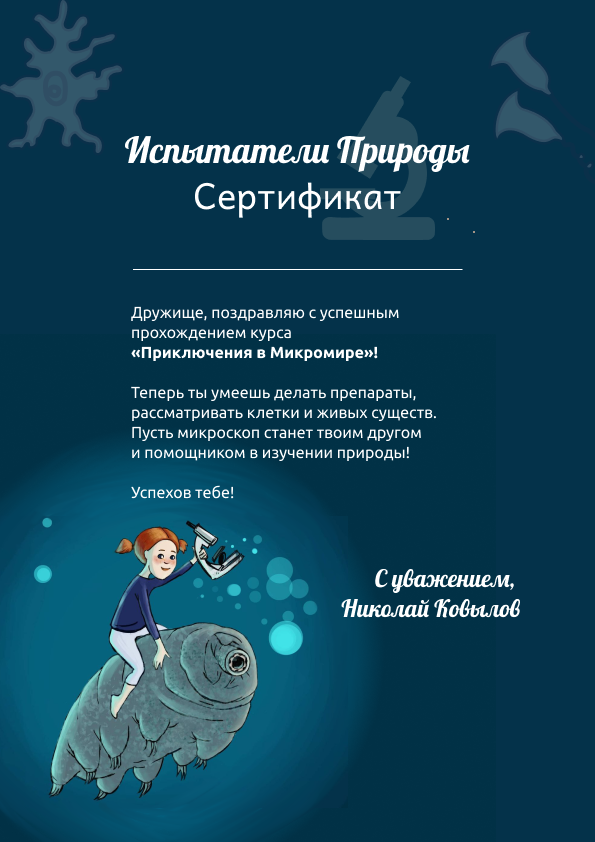 Испытатели Природы
Сертификат
Дружище, поздравляю с успешным
прохождением курса
«Приключения в Микромире»!
Теперь ты умеешь делать препараты,
рассматривать клетки и живых существ.
Пусть микроскоп станет твоим другом
и помощником в изучении природы!
Успехов тебе!
С уважением,
Николай Ковылов